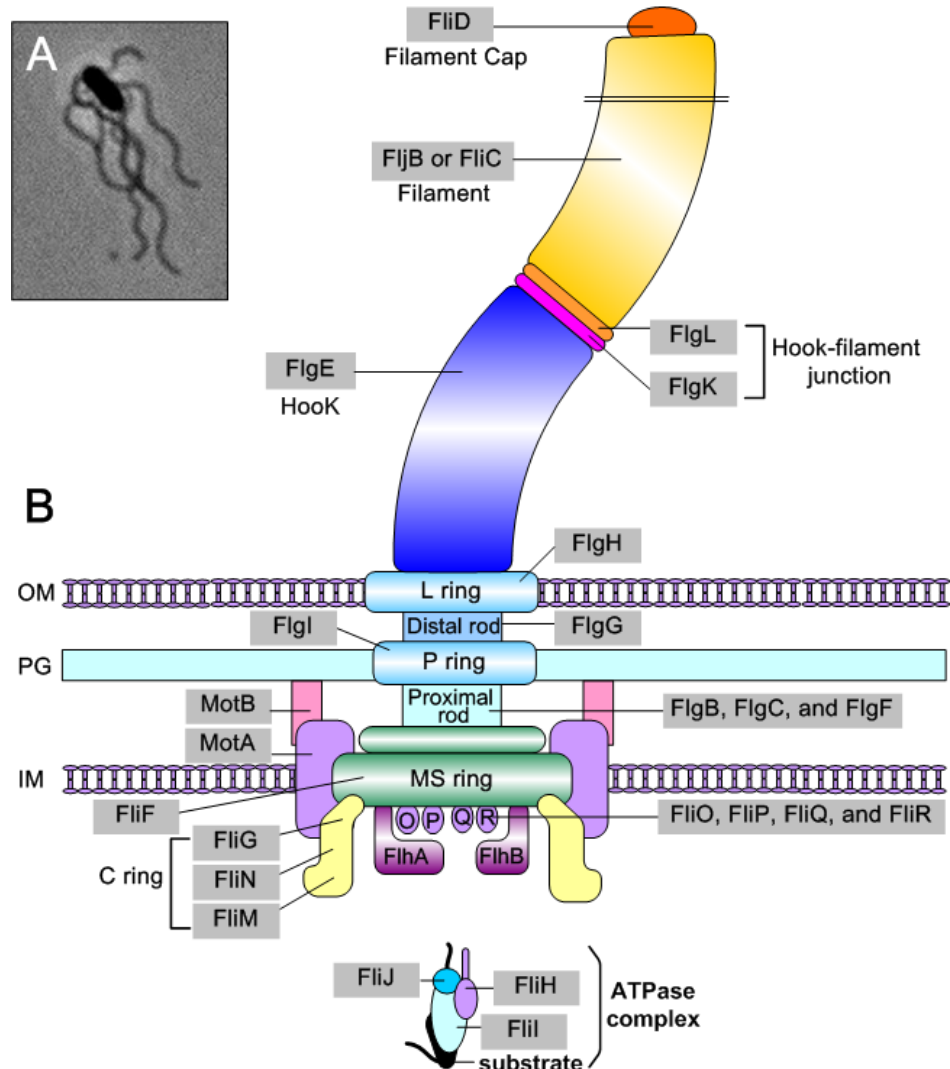 A
FliD
Filament Cap
FljB or FliC
Filament
FlgL
FlgK
Hook-filament
junction
FlgE
HooK
B
FlgH
OM
L ring
FlgI
Distal rod
FlgG
PG
P ring
MotB
Proximal
rod
FlgB, FlgC, and FlgF
MotA
IM
MS ring
FliF
O P Q R
FliO, FliP, FliQ, and FliR
FliG
FlhA
FlhB
C ring
FliN
FliM
FliJ
FliH
ATPase
complex
FliI
substrate